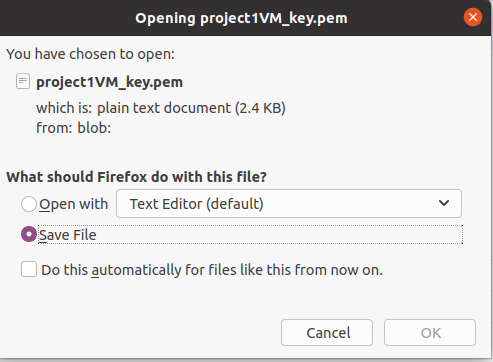 Opening project1VM_key.pem
You have chosen to open:
project1VM_key.pem
which is: plain text document (2.4 KB)
from: blob:
What should Firefox do with this file?
Open with Text Editor (default)
Save File
Do this automatically for files like this from now on.
Cancel OK